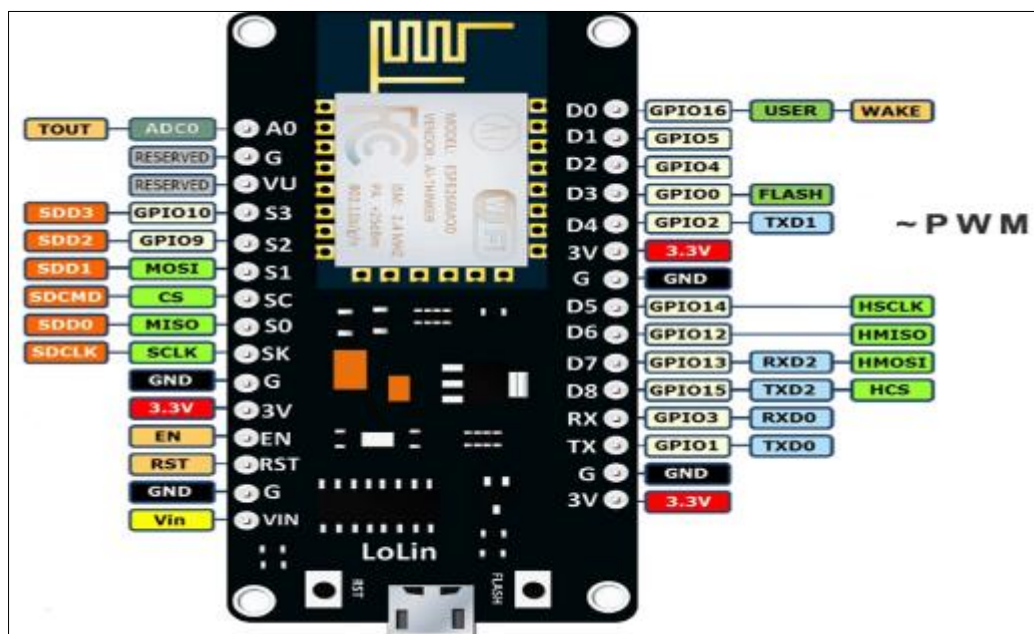 D0 GPIO16 USER WAKE
TOUT ADC0 A0
D1 GPIO5
RESERVED G
D2 GPIO4
RESERVED VU
D3 GPIO0 FLASH
SDD3 GPIO10 S3
D4 GPIO2 TXD1
~PWM
SDD2 GPIO9 S2
3V 3.3V
SDD1 MOSI S1
G GND
SDCMD CS SC
D5 GPIO14 HSCLK
SDD0 MISO S0
D6 GPIO12 HMISO
SDCLK SCLK SK
D7 GPIO13 RXD2 HMOSI
GND G
D8 GPIO15 TXD2 HCS
3.3V 3V
RX GPIO3 RXD0
EN EN
TX GPIO1 TXD0
RST RST
G GND
GND G
3V 3.3V
Vin VIN
LoLin
RST
FLASH
MODEL:
VENDOR:
WiFi